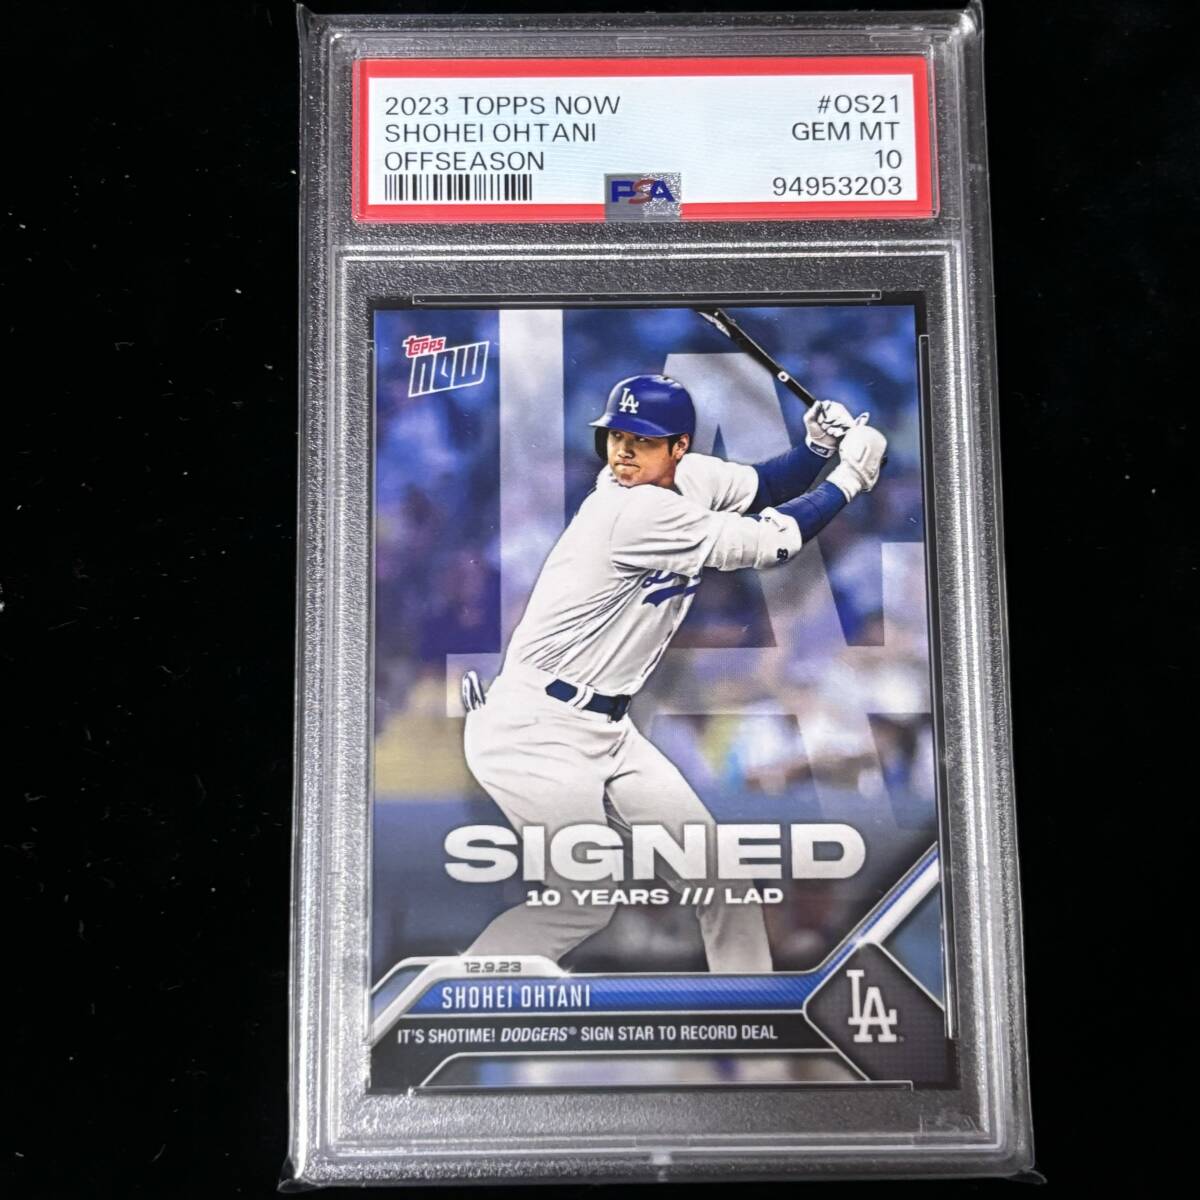 2023 TOPPS NOW #OS21
SHOHEI OHTANI GEM MT
OFFSEASON 10
PSA 94953203
TOPPS
NOW
LA
SIGNED
10 YEARS /// LAD
12.9.23
SHOHEI OHTANI
IT'S SHOTIME! DODGERS® SIGN STAR TO RECORD DEAL
LA